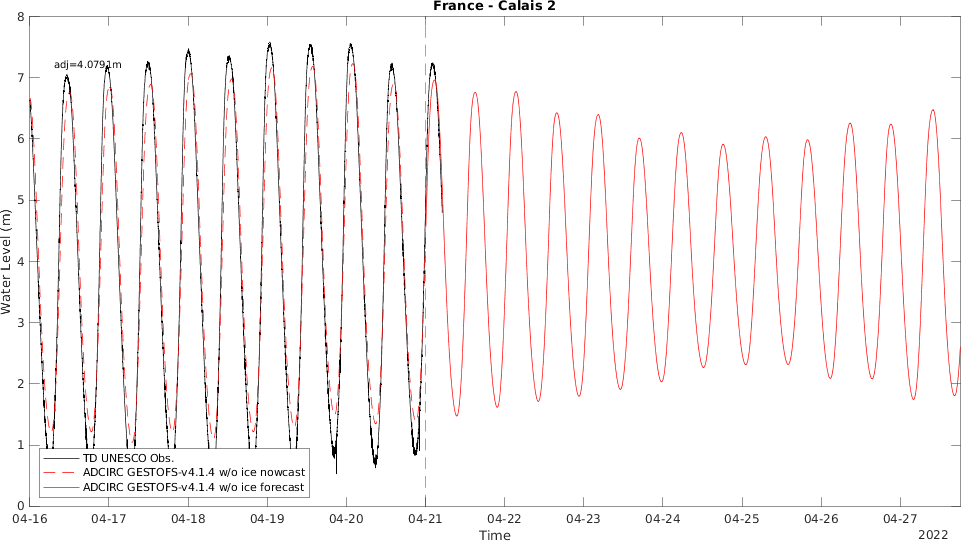 France - Calais 2
8
adj=4.0791m
7
6
5
4
3
2
1
0
Water Level (m)
TD UNESCO Obs.
ADCIRC GESTOFS-v4.1.4 w/o ice nowcast
ADCIRC GESTOFS-v4.1.4 w/o ice forecast
04-16 04-17 04-18 04-19 04-20 04-21 04-22 04-23 04-24 04-25 04-26 04-27
Time
2022